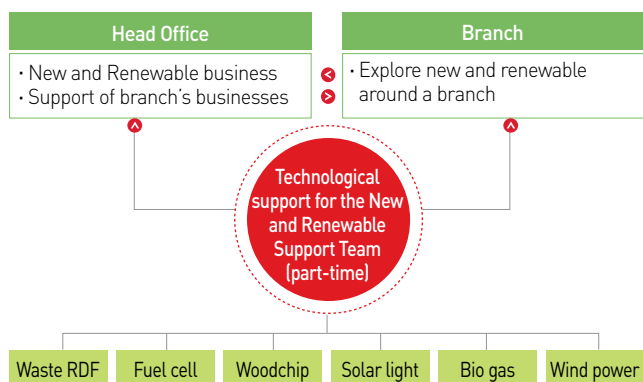 Head Office
Branch
· New and Renewable business
· Support of branch's businesses
· Explore new and renewable
around a branch
Technological
support for the New
and Renewable
Support Team
(part-time)
Waste RDF
Fuel cell
Woodchip
Solar light
Bio gas
Wind power